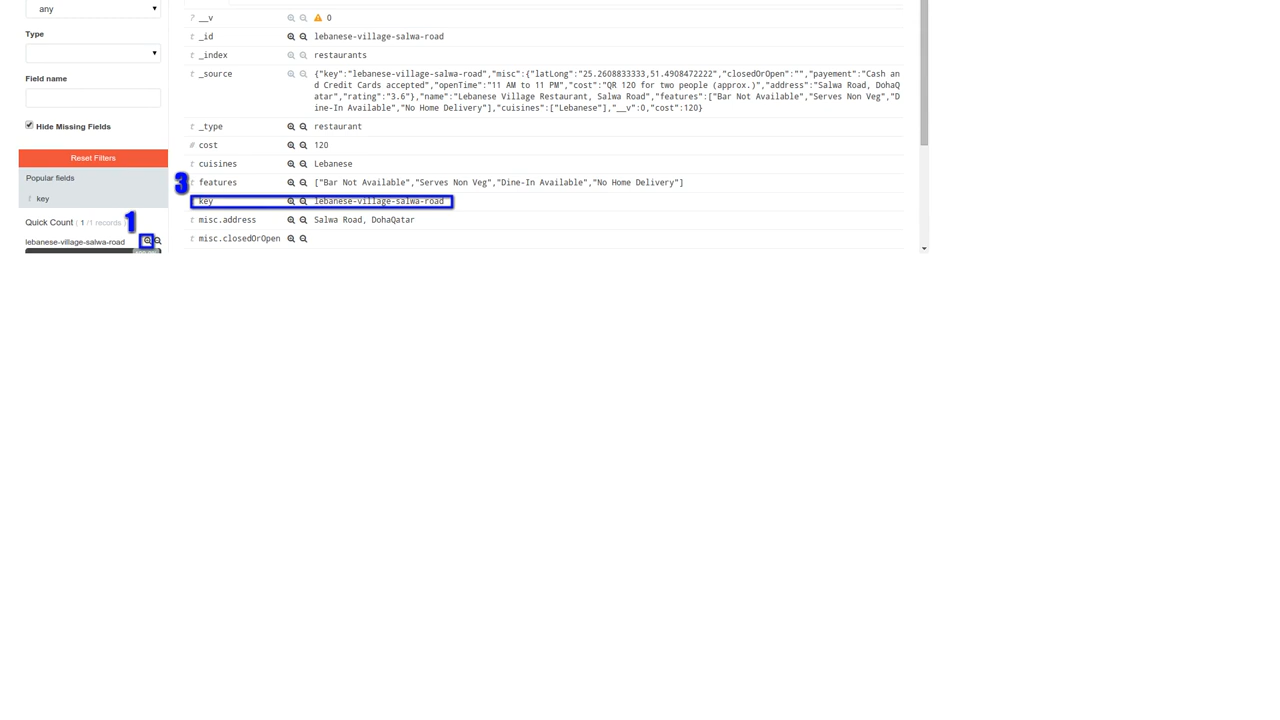 any
Type
Field name
Hide Missing Fields
Reset Filters
Popular fields
key
Quick Count ( 1 /1 records )
1
lebanese-village-salwa-road
? __v 0
t _id lebanese-village-salwa-road
t _index restaurants
t _source {"key":"lebanese-village-salwa-road","misc":{"latLong":"25.2608833333,51.4908472222","closedOrOpen":"","payement":"Cash an
d Credit Cards accepted","openTime":"11 AM to 11 PM","cost":"QR 120 for two people (approx.)","address":"Salwa Road, DohaQ
atar","rating":"3.6"},"name":"Lebanese Village Restaurant, Salwa Road","features":["Bar Not Available","Serves Non Veg","D
ine-In Available","No Home Delivery"],"cuisines":["Lebanese"],"__v":0,"cost":120}
t _type restaurant
# cost 120
t cuisines Lebanese
3
t features ["Bar Not Available","Serves Non Veg","Dine-In Available","No Home Delivery"]
key lebanese-village-salwa-road
t misc.address Salwa Road, DohaQatar
t misc.closedOrOpen